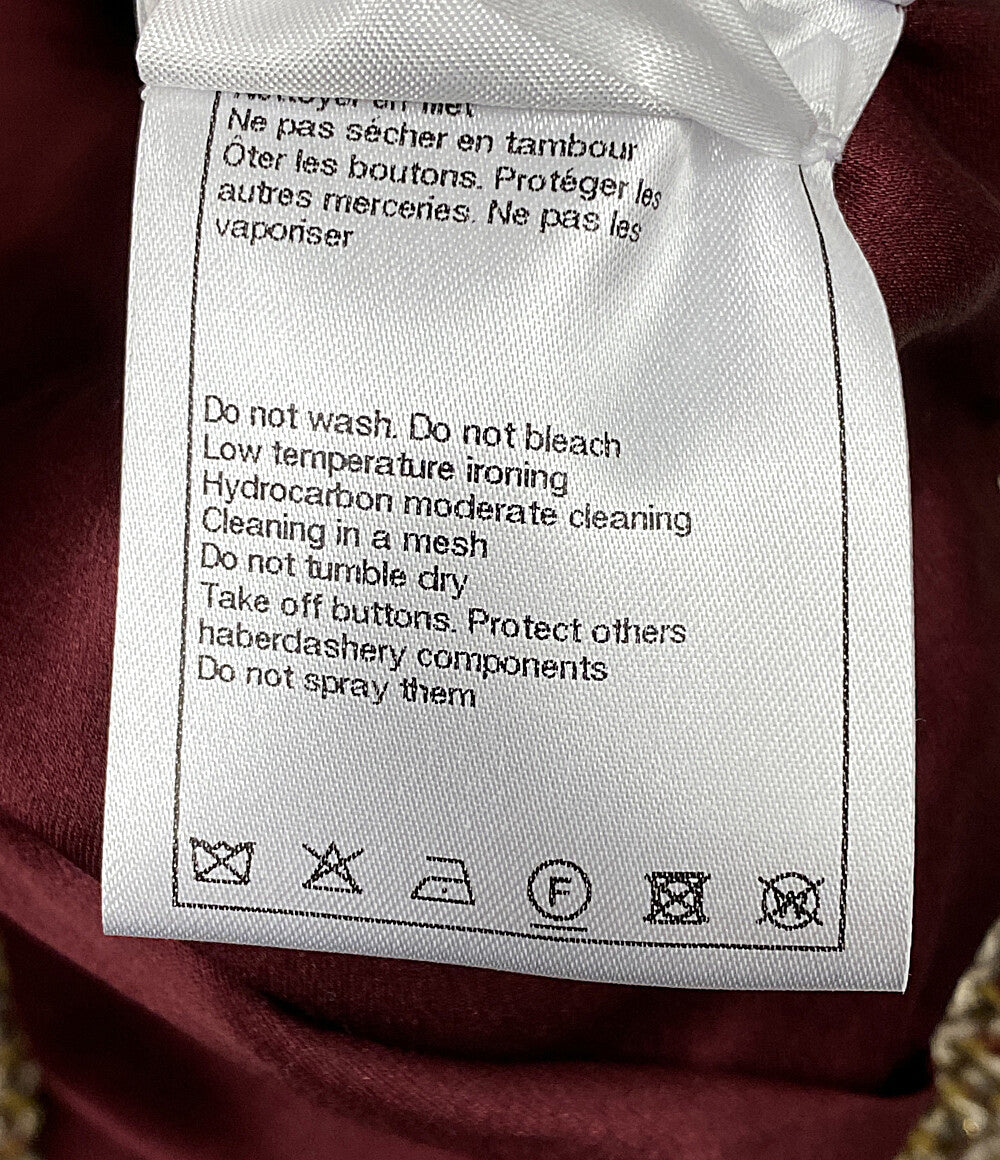 Ne pas sécher en tambour
Ôter les boutons. Protéger les
autres merceries. Ne pas les
vaporiser
Do not wash. Do not bleach
Low temperature ironing
Hydrocarbon moderate cleaning
Cleaning in a mesh
Do not tumble dry
Take off buttons. Protect others
haberdashery components
Do not spray them
F W